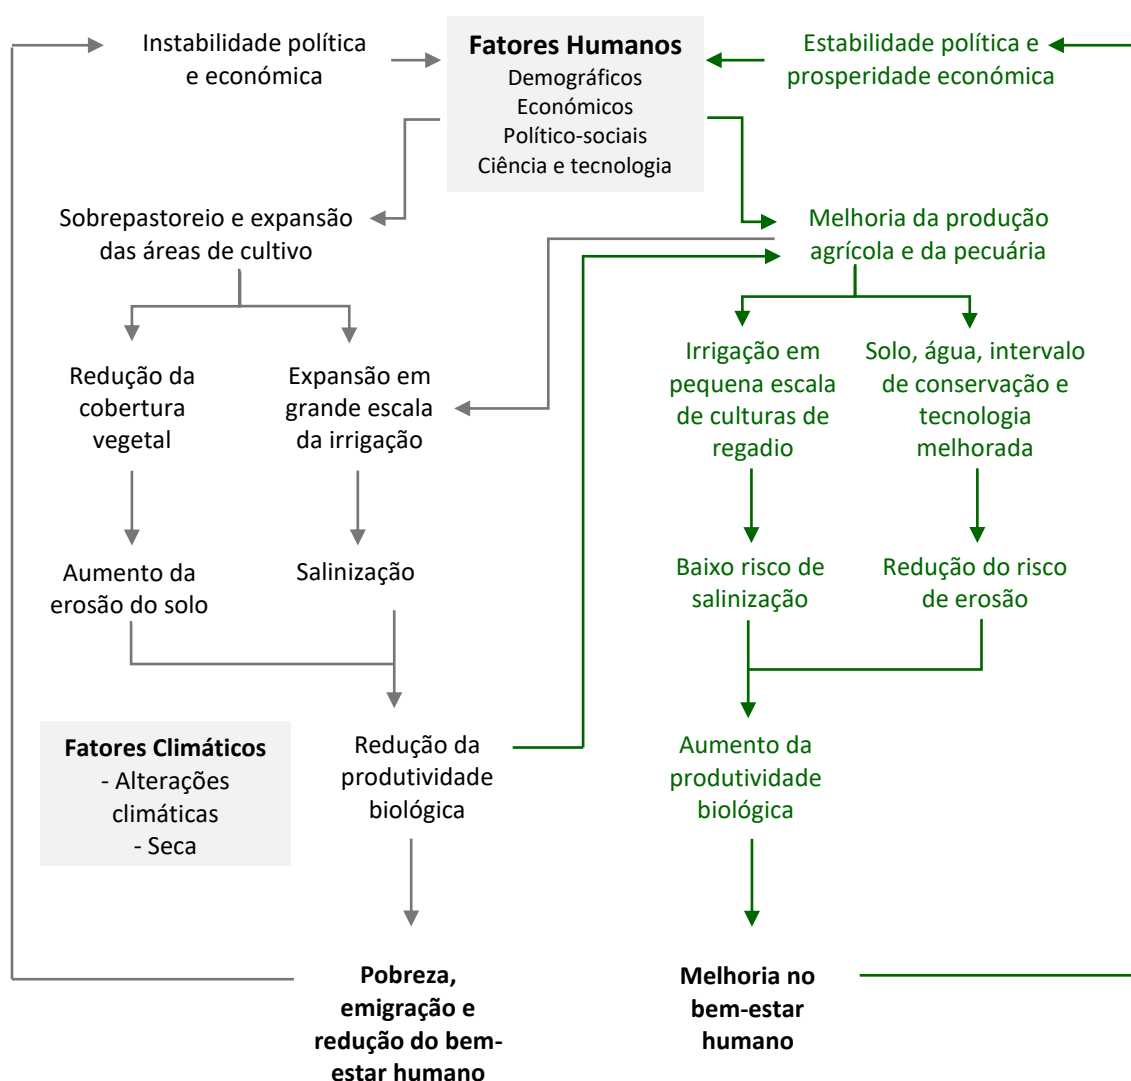 Instabilidade política
e económica
Fatores Humanos
Demográficos
Económicos
Político-sociais
Ciência e tecnologia
Estabilidade política e
prosperidade económica
Sobrepastoreio e expansão
das áreas de cultivo
Melhoria da produção
agrícola e da pecuária
Redução da
cobertura
vegetal
Expansão em
grande escala
da irrigação
Irrigação em
pequena escala
de culturas de
regadio
Solo, água, intervalo
de conservação e
tecnologia
melhorada
Aumento da
erosão do solo
Salinização
Baixo risco de
salinização
Redução do risco
de erosão
Fatores Climáticos
- Alterações
climáticas
- Seca
Redução da
produtividade
biológica
Aumento da
produtividade
biológica
Pobreza,
emigração e
redução do bem-
estar humano
Melhoria no
bem-estar
humano